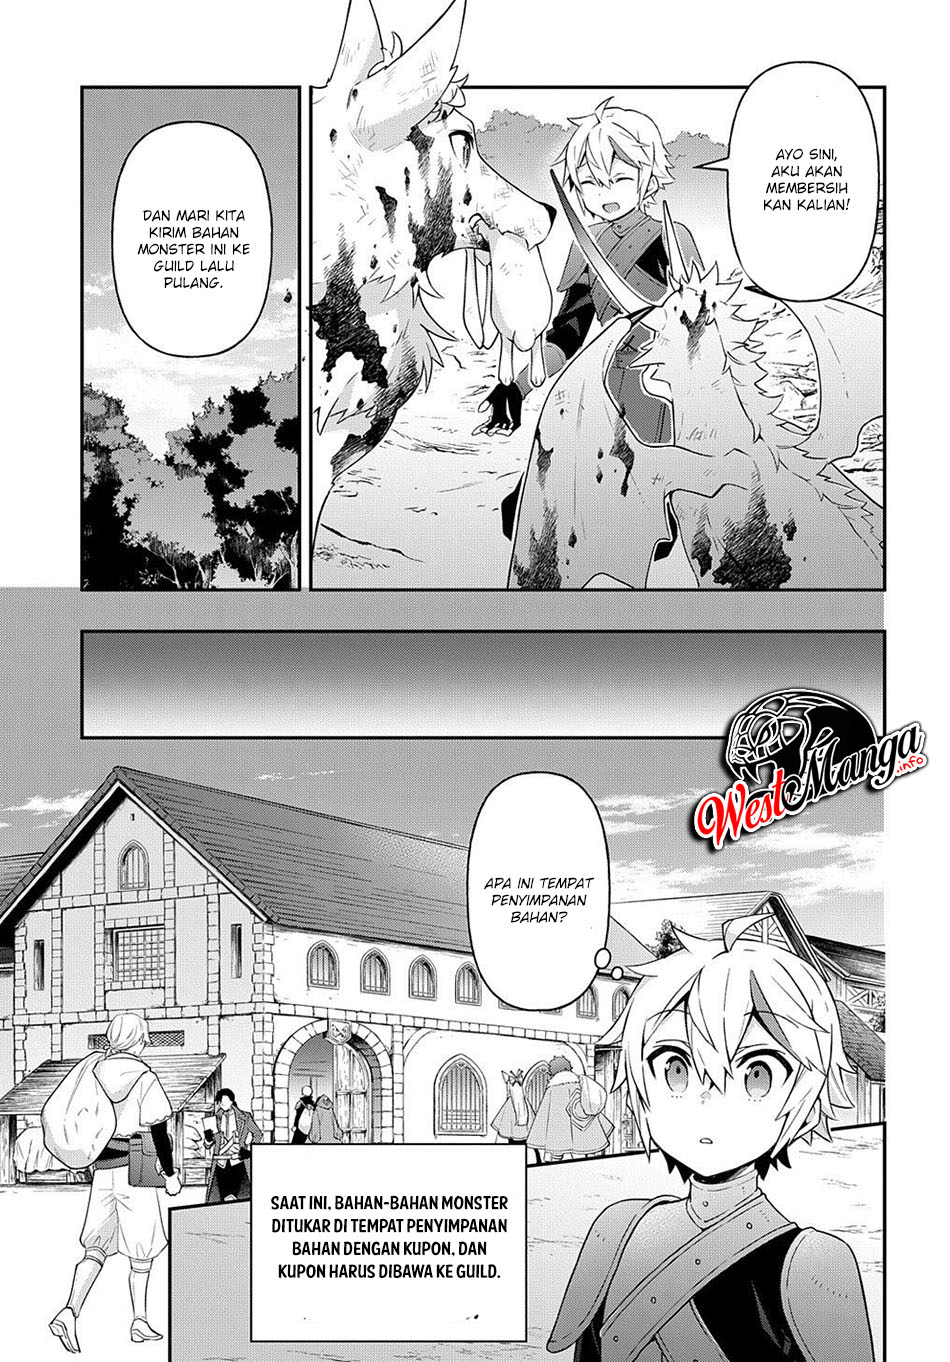 AYO SINI,
AKU AKAN
MEMBERSIH
KAN KALIAN!
DAN MARI KITA
KIRIM BAHAN
MONSTER INI KE
GUILD LALU
PULANG.
WestManga
.info
APA INI TEMPAT
PENYIMPANAN
BAHAN?
SAAT INI, BAHAN-BAHAN MONSTER
DITUKAR DI TEMPAT PENYIMPANAN
BAHAN DENGAN KUPON, DAN
KUPON HARUS DIBAWA KE GUILD.